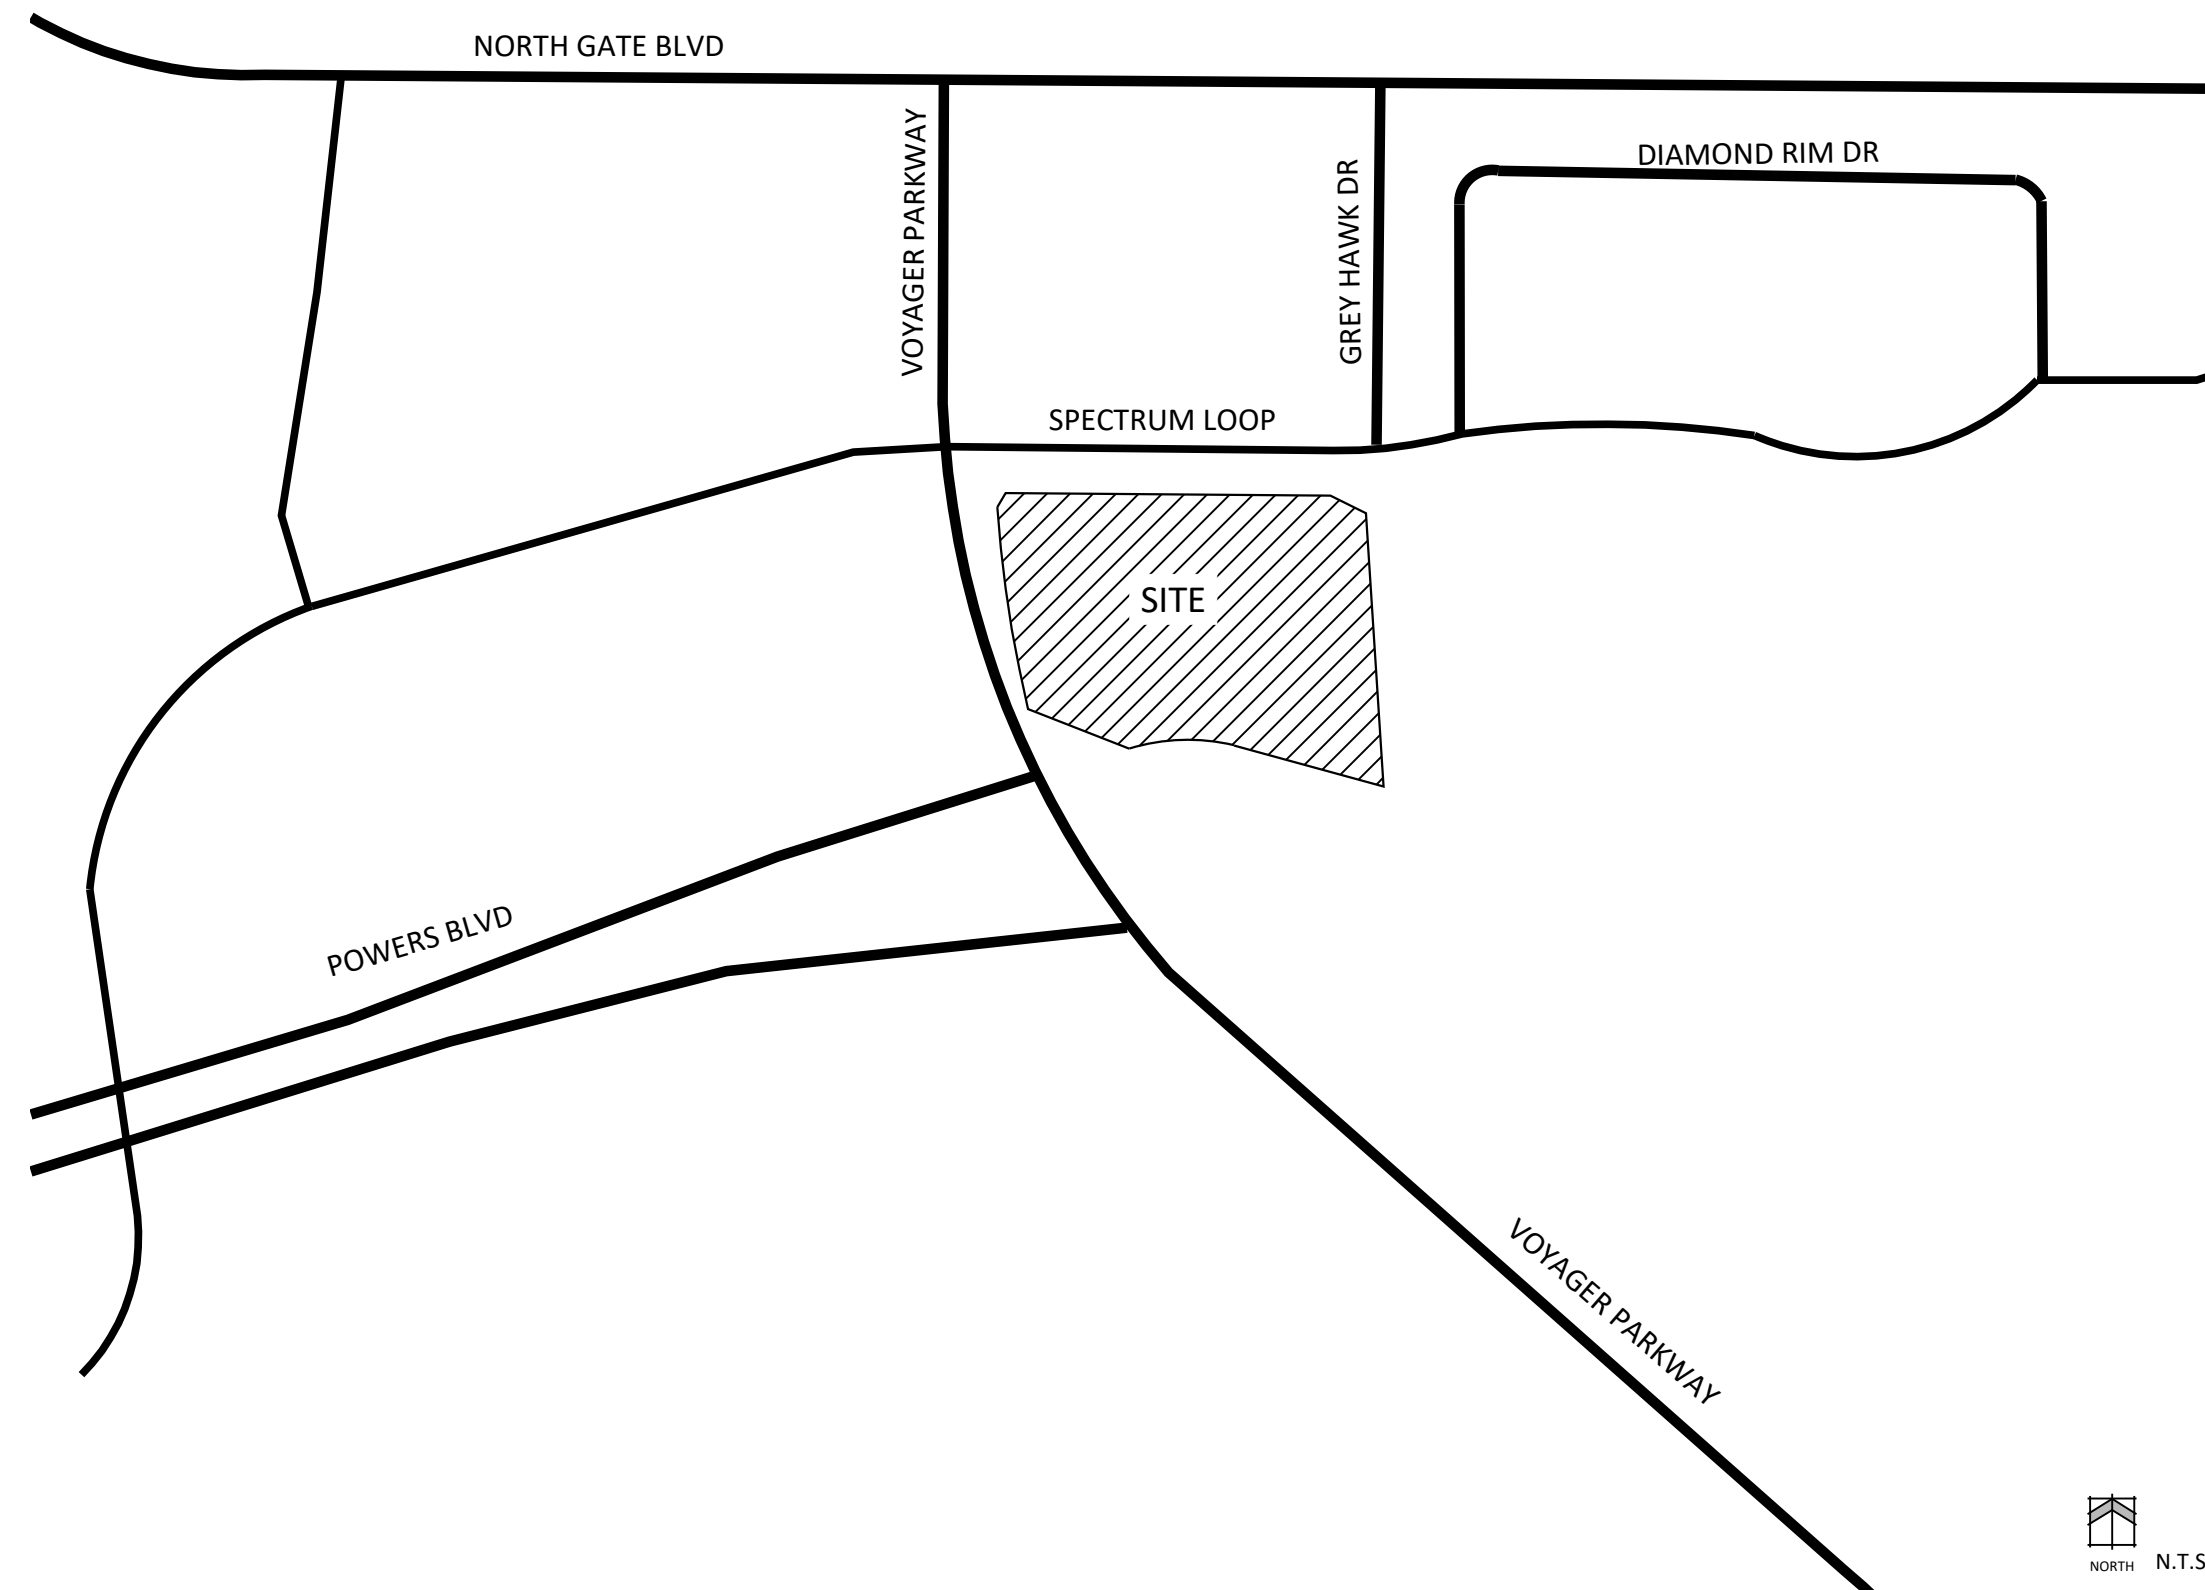 NORTH GATE BLVD
DIAMOND RIM DR
VOYAGER PARKWAY
GREY HAWK DR
SPECTRUM LOOP
SITE
POWERS BLVD
VOYAGER PARKWAY
NORTH
N.T.S